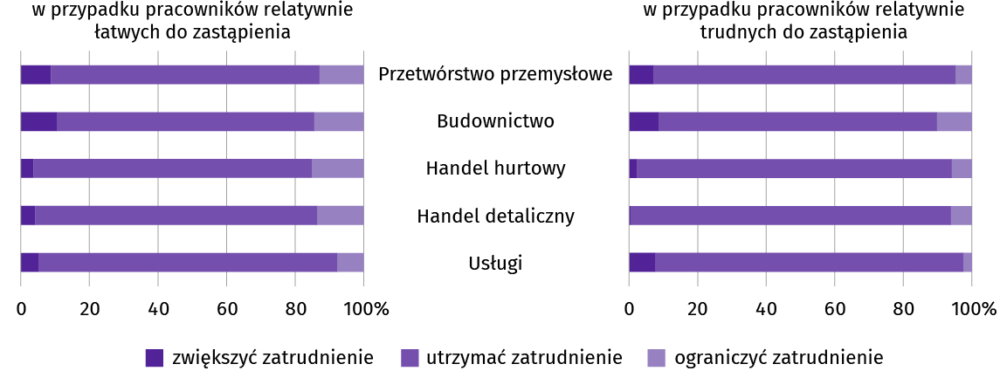 w przypadku pracowników relatywnie
łatwych do zastąpienia
w przypadku pracowników relatywnie
trudnych do zastąpienia
Przetwórstwo przemysłowe
Budownictwo
Handel hurtowy
Handel detaliczny
Usługi
0 20 40 60 80 100%
0 20 40 60 80 100%
zwiększyć zatrudnienie utrzymać zatrudnienie ograniczyć zatrudnienie